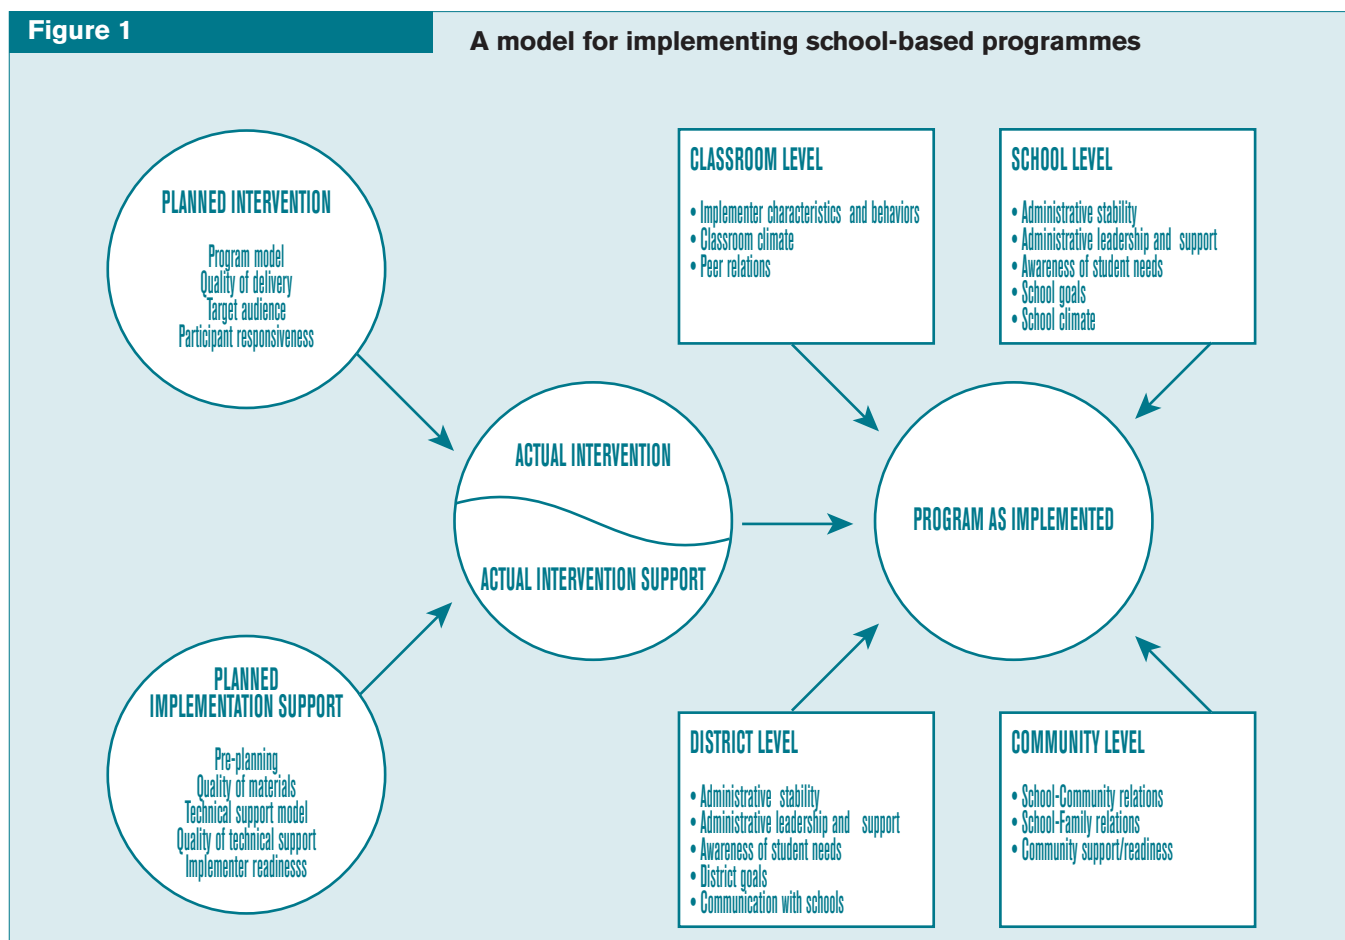 Figure 1
A model for implementing school-based programmes
PLANNED INTERVENTION
Program model
Quality of delivery
Target audience
Participant responsiveness
PLANNED
IMPLEMENTATION SUPPORT
Pre-planning
Quality of materials
Technical support model
Quality of technical support
Implementer readinesss
ACTUAL INTERVENTION
ACTUAL INTERVENTION SUPPORT
CLASSROOM LEVEL
• Implementer characteristics and behaviors
• Classroom climate
• Peer relations
SCHOOL LEVEL
• Administrative stability
• Administrative leadership and support
• Awareness of student needs
• School goals
• School climate
PROGRAM AS IMPLEMENTED
DISTRICT LEVEL
• Administrative stability
• Administrative leadership and support
• Awareness of student needs
• District goals
• Communication with schools
COMMUNITY LEVEL
• School-Community relations
• School-Family relations
• Community support/readiness